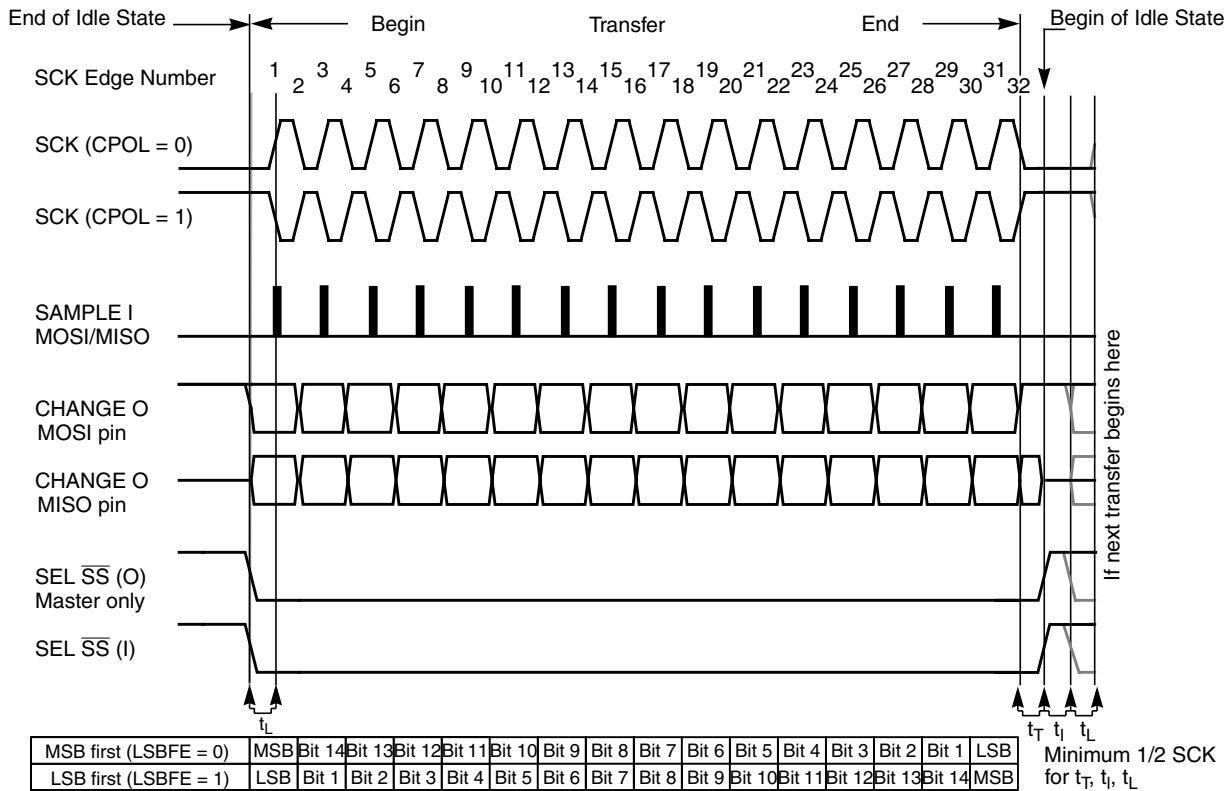 End of Idle State
Begin
Transfer
End
Begin of Idle State
SCK Edge Number
1 2 3 4 5 6 7 8 9 10 11 12 13 14 15 16 17 18 19 20 21 22 23 24 25 26 27 28 29 30 31 32
SCK (CPOL = 0)
SCK (CPOL = 1)
SAMPLE I
MOSI/MISO
CHANGE O
MOSI pin
CHANGE O
MISO pin
SEL S̅S̅ (O)
Master only
SEL S̅S̅ (I)
If next transfer begins here
tL
tT tI tL
MSB first (LSBFE = 0) MSB Bit 14 Bit 13 Bit 12 Bit 11 Bit 10 Bit 9 Bit 8 Bit 7 Bit 6 Bit 5 Bit 4 Bit 3 Bit 2 Bit 1 LSB
LSB first (LSBFE = 1) LSB Bit 1 Bit 2 Bit 3 Bit 4 Bit 5 Bit 6 Bit 7 Bit 8 Bit 9 Bit 10 Bit 11 Bit 12 Bit 13 Bit 14 MSB
Minimum 1/2 SCK
for tT, tI, tL